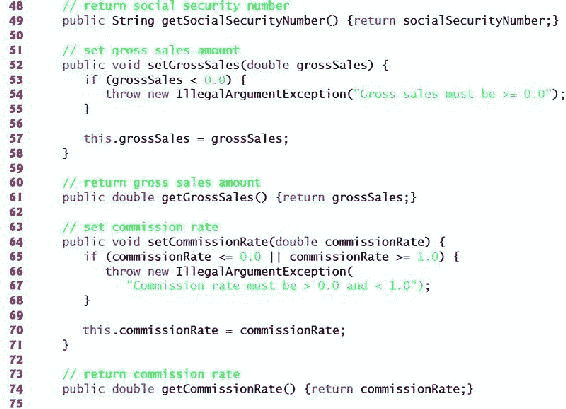 48 // return social security number
49 public String getSocialSecurityNumber() {return socialSecurityNumber;}
50
51 // set gross sales amount
52 public void setGrossSales(double grossSales) {
53 if (grossSales < 0.0) {
54 throw new IllegalArgumentException("Gross sales must be >= 0.0");
55 }
56
57 this.grossSales = grossSales;
58 }
59
60 // return gross sales amount
61 public double getGrossSales() {return grossSales;}
62
63 // set commission rate
64 public void setCommissionRate(double commissionRate) {
65 if (commissionRate <= 0.0 || commissionRate >= 1.0) {
66 throw new IllegalArgumentException(
67 "Commission rate must be > 0.0 and < 1.0");
68 }
69
70 this.commissionRate = commissionRate;
71 }
72
73 // return commission rate
74 public double getCommissionRate() {return commissionRate;}
75